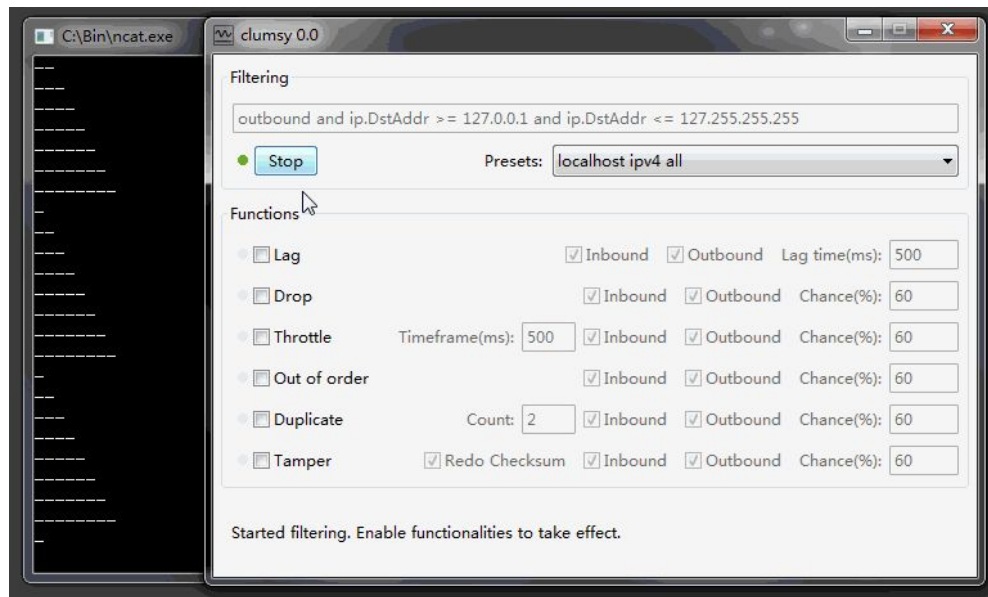 C:\Bin\ncat.exe
--
---
----
-----
------
-------
--------
-
--
---
----
-----
------
-------
--------
-
--
---
----
-----
------
-------
--------
-
clumsy 0.0
Filtering
outbound and ip.DstAddr >= 127.0.0.1 and ip.DstAddr <= 127.255.255.255
Stop Presets: localhost ipv4 all
Functions
Lag Inbound Outbound Lag time(ms): 500
Drop Inbound Outbound Chance(%): 60
Throttle Timeframe(ms): 500 Inbound Outbound Chance(%): 60
Out of order Inbound Outbound Chance(%): 60
Duplicate Count: 2 Inbound Outbound Chance(%): 60
Tamper Redo Checksum Inbound Outbound Chance(%): 60
Started filtering. Enable functionalities to take effect.